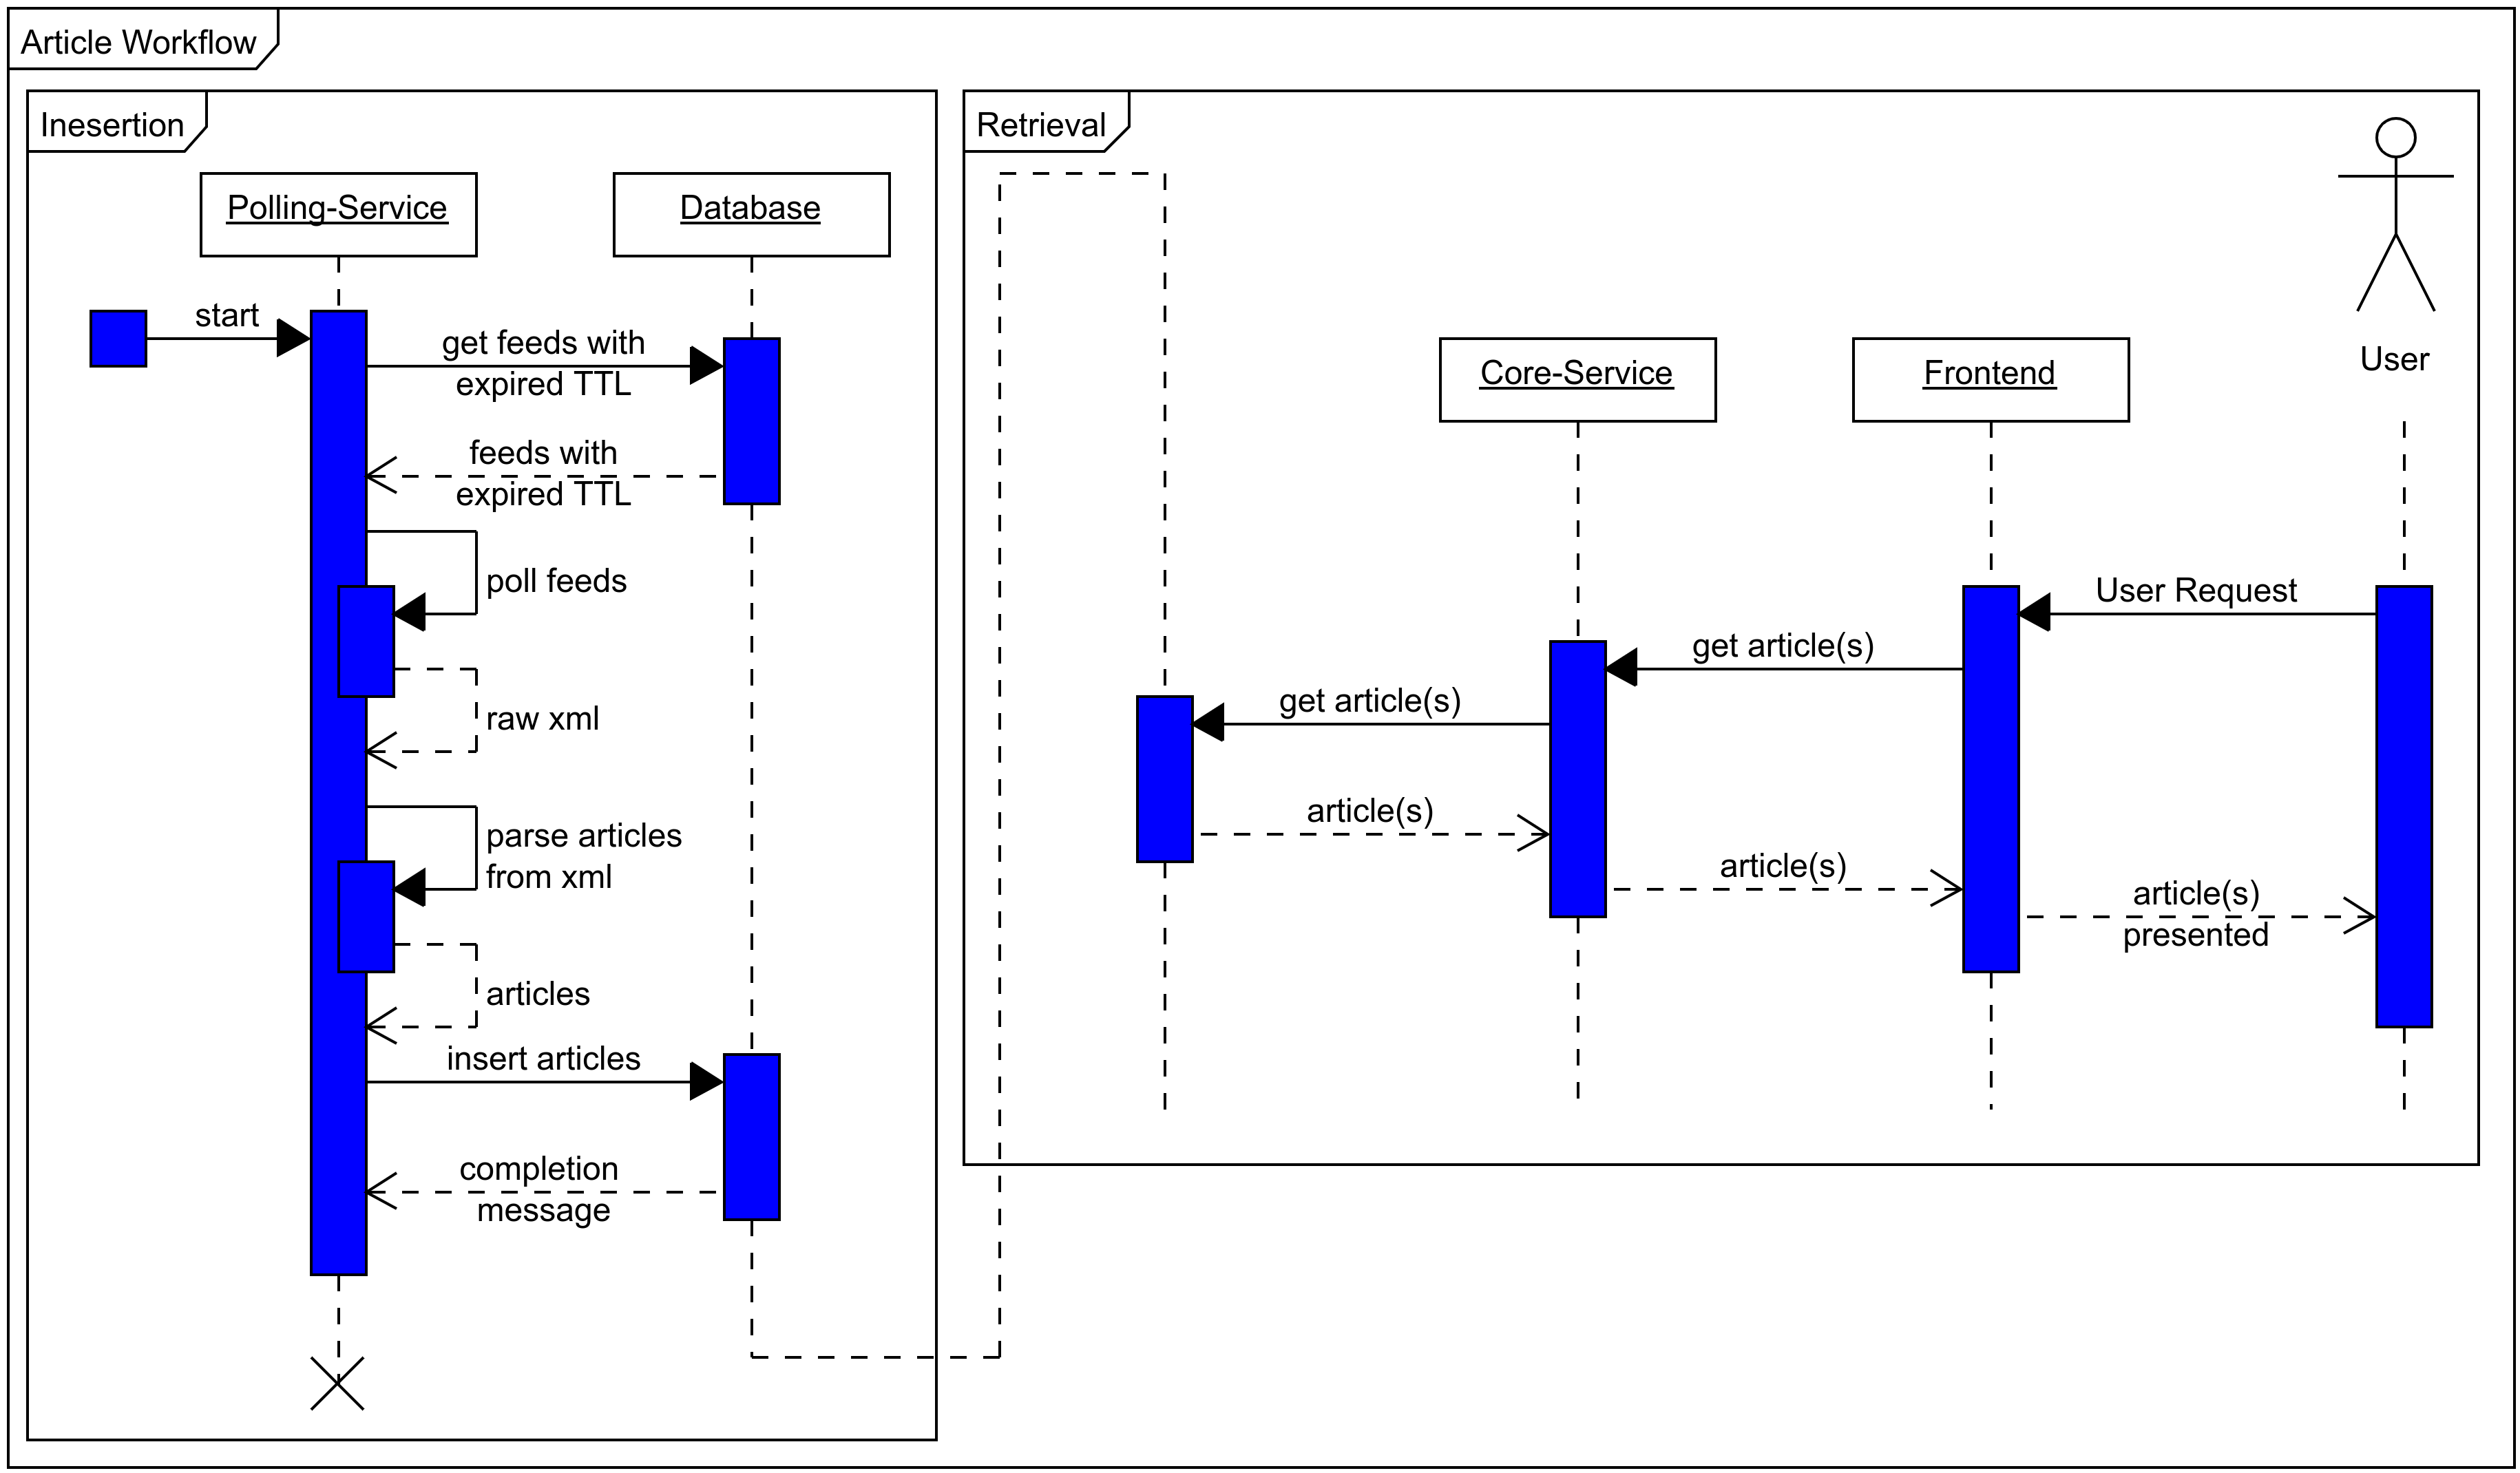 Article Workflow
Inesertion
Polling-Service
Database
start
get feeds with
expired TTL
feeds with
expired TTL
poll feeds
raw xml
parse articles
from xml
articles
insert articles
completion
message
Retrieval
User
Core-Service
Frontend
User Request
get article(s)
get article(s)
article(s)
article(s)
article(s)
presented